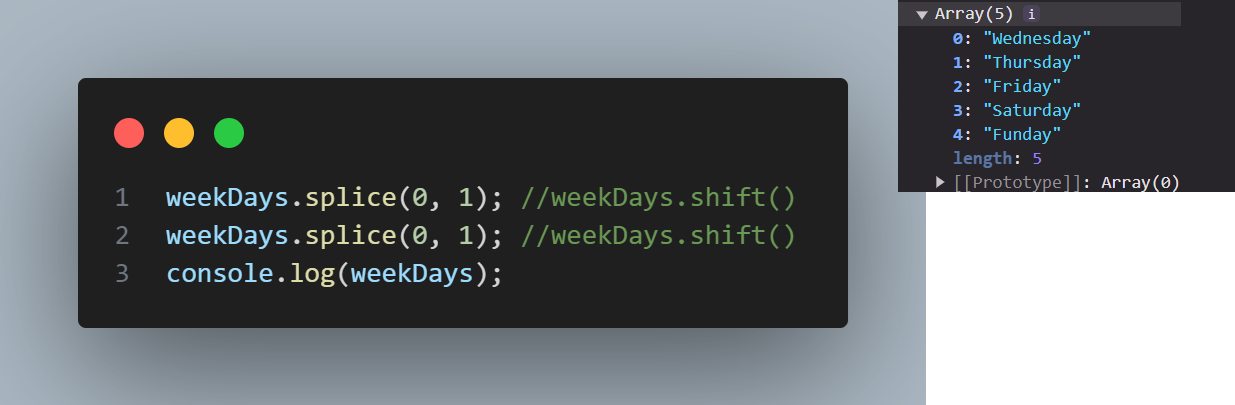 1 weekDays.splice(0, 1); //weekDays.shift()
2 weekDays.splice(0, 1); //weekDays.shift()
3 console.log(weekDays);
▼ Array(5) i
0: "Wednesday"
1: "Thursday"
2: "Friday"
3: "Saturday"
4: "Funday"
length: 5
▶ [[Prototype]]: Array(0)